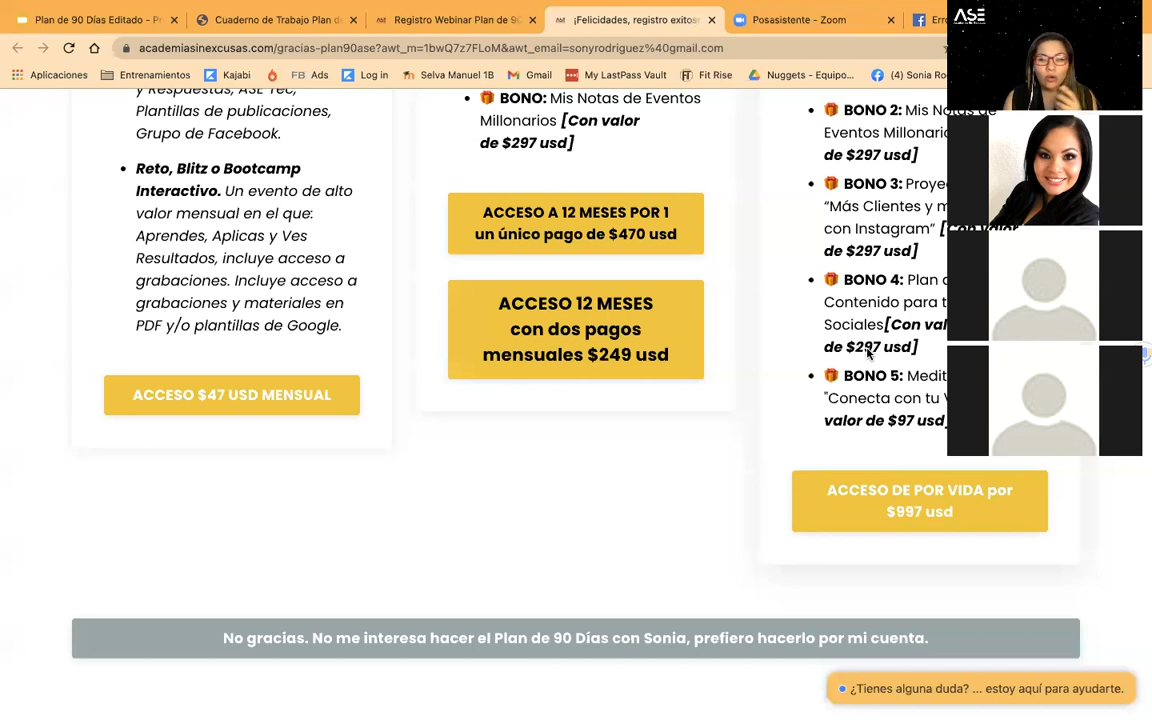 Plan de 90 Días Editado - Pr
Cuaderno de Trabajo Plan de
Registro Webinar Plan de 90
¡Felicidades, registro exitoso
Posasistente - Zoom
Erro
ASE
academiasinexcusas.com/gracias-plan90ase?awt_m=1bwQ7z7FLoM&awt_email=sonyrodriguez%40gmail.com
Aplicaciones
Entrenamientos
Kajabi
FB Ads
Log in
Selva Manuel 1B
Gmail
My LastPass Vault
Fit Rise
Nuggets - Equipo...
(4) Sonia Ro
y Respuestas, ASE Tec,
Plantillas de publicaciones,
Grupo de Facebook.
• Reto, Blitz o Bootcamp
Interactivo. Un evento de alto
valor mensual en el que:
Aprendes, Aplicas y Ves
Resultados, incluye acceso a
grabaciones. Incluye acceso a
grabaciones y materiales en
PDF y/o plantillas de Google.
ACCESO $47 USD MENSUAL
• 🎁 BONO: Mis Notas de Eventos
Millonarios [Con valor
de $297 usd]
ACCESO A 12 MESES POR 1
un único pago de $470 usd
ACCESO 12 MESES
con dos pagos
mensuales $249 usd
• 🎁 BONO 2: Mis Notas de
Eventos Millonario
de $297 usd]
• 🎁 BONO 3: Proye
“Más Clientes y m
con Instagram” [Con valor
de $297 usd]
• 🎁 BONO 4: Plan d
Contenido para t
Sociales[Con val
de $297 usd]
• 🎁 BONO 5: Medit
"Conecta con tu V
valor de $97 usd]
ACCESO DE POR VIDA por
$997 usd
No gracias. No me interesa hacer el Plan de 90 Días con Sonia, prefiero hacerlo por mi cuenta.
¿Tienes alguna duda? ... estoy aquí para ayudarte.